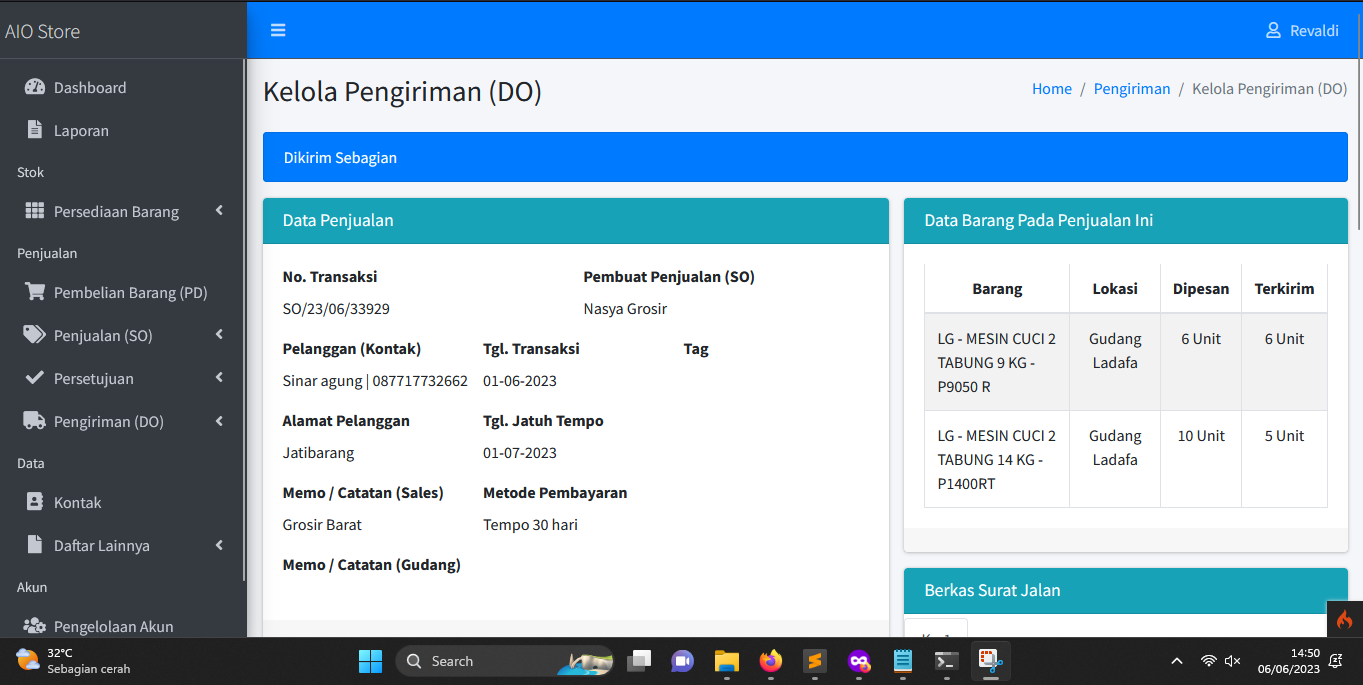 AIO Store
Revaldi
Dashboard
Laporan
Stok
Persediaan Barang
Penjualan
Pembelian Barang (PD)
Penjualan (SO)
Persetujuan
Pengiriman (DO)
Data
Kontak
Daftar Lainnya
Akun
Pengelolaan Akun
Kelola Pengiriman (DO)
Home / Pengiriman / Kelola Pengiriman (DO)
Dikirim Sebagian
Data Penjualan
No. Transaksi Pembuat Penjualan (SO)
SO/23/06/33929 Nasya Grosir
Pelanggan (Kontak) Tgl. Transaksi Tag
Sinar agung | 087717732662 01-06-2023
Alamat Pelanggan Tgl. Jatuh Tempo
Jatibarang 01-07-2023
Memo / Catatan (Sales) Metode Pembayaran
Grosir Barat Tempo 30 hari
Memo / Catatan (Gudang)
Data Barang Pada Penjualan Ini
Barang Lokasi Dipesan Terkirim
LG - MESIN CUCI 2 Gudang 6 Unit 6 Unit
TABUNG 9 KG - Ladafa
P9050 R
LG - MESIN CUCI 2 Gudang 10 Unit 5 Unit
TABUNG 14 KG - Ladafa
P1400RT
Berkas Surat Jalan
32°C
Sebagian cerah
Search
14:50
06/06/2023